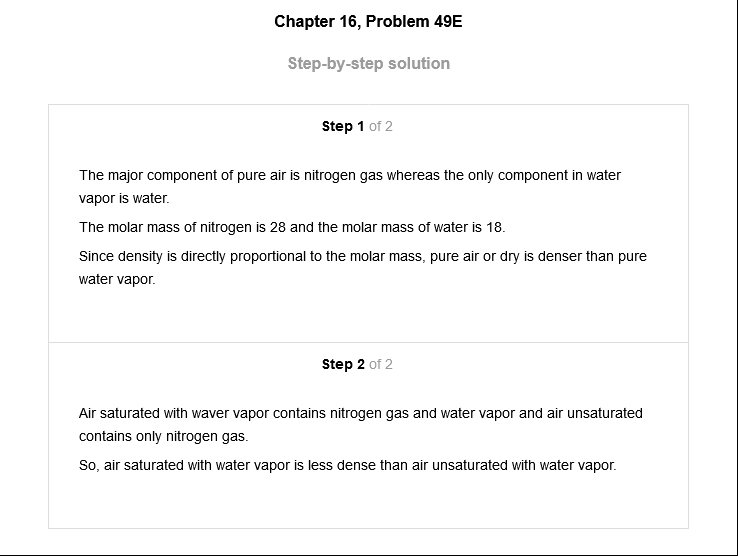 Chapter 16, Problem 49E
Step-by-step solution
Step 1 of 2
The major component of pure air is nitrogen gas whereas the only component in water
vapor is water.
The molar mass of nitrogen is 28 and the molar mass of water is 18.
Since density is directly proportional to the molar mass, pure air or dry is denser than pure
water vapor.
Step 2 of 2
Air saturated with waver vapor contains nitrogen gas and water vapor and air unsaturated
contains only nitrogen gas.
So, air saturated with water vapor is less dense than air unsaturated with water vapor.